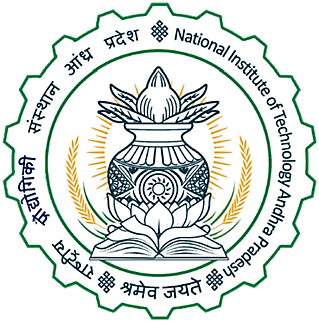 राष्ट्रीय प्रौद्योगिकी संस्थान आंध्र प्रदेश
National Institute of Technology Andhra Pradesh
श्रमेव जयते